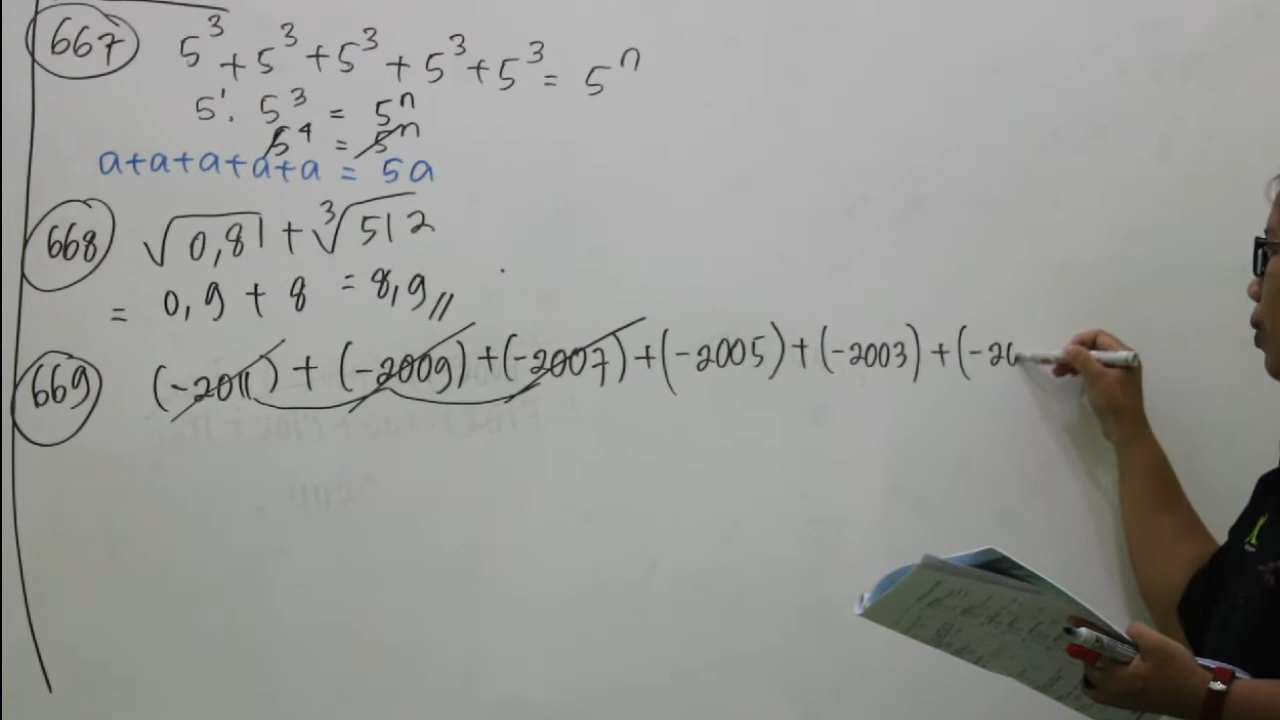 667 5³ + 5³ + 5³ + 5³ + 5³ = 5ⁿ
5¹. 5³ = 5ⁿ
5⁴ = 5ⁿ
a+a+a+a+a = 5a
668 √0,81 + ³√512
= 0,9 + 8 = 8,9//
669 (-2011) + (-2009) + (-2007) + (-2005) + (-2003) + (-20